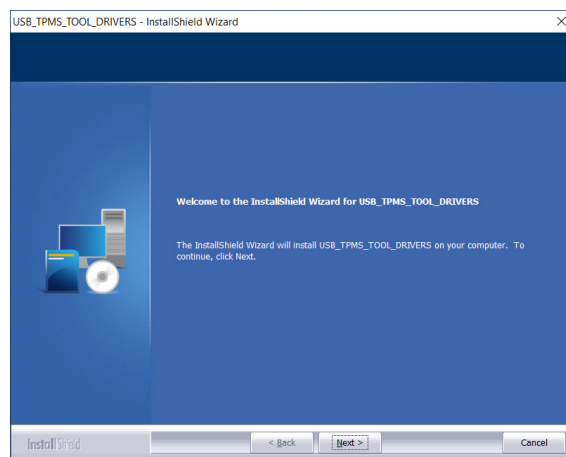 USB_TPMS_TOOL_DRIVERS - InstallShield Wizard
Welcome to the InstallShield Wizard for USB_TPMS_TOOL_DRIVERS
The InstallShield Wizard will install USB_TPMS_TOOL_DRIVERS on your computer. To
continue, click Next.
InstallShield
< Back
Next >
Cancel